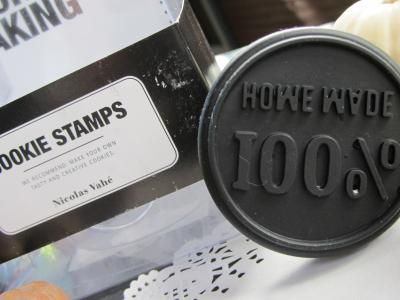 AKING
OOKIE STAMPS
WE RECOMMEND: MAKE YOUR OWN
TASTY AND CREATIVE COOKIES.
Nicolas Vahé
HOME MADE
100%